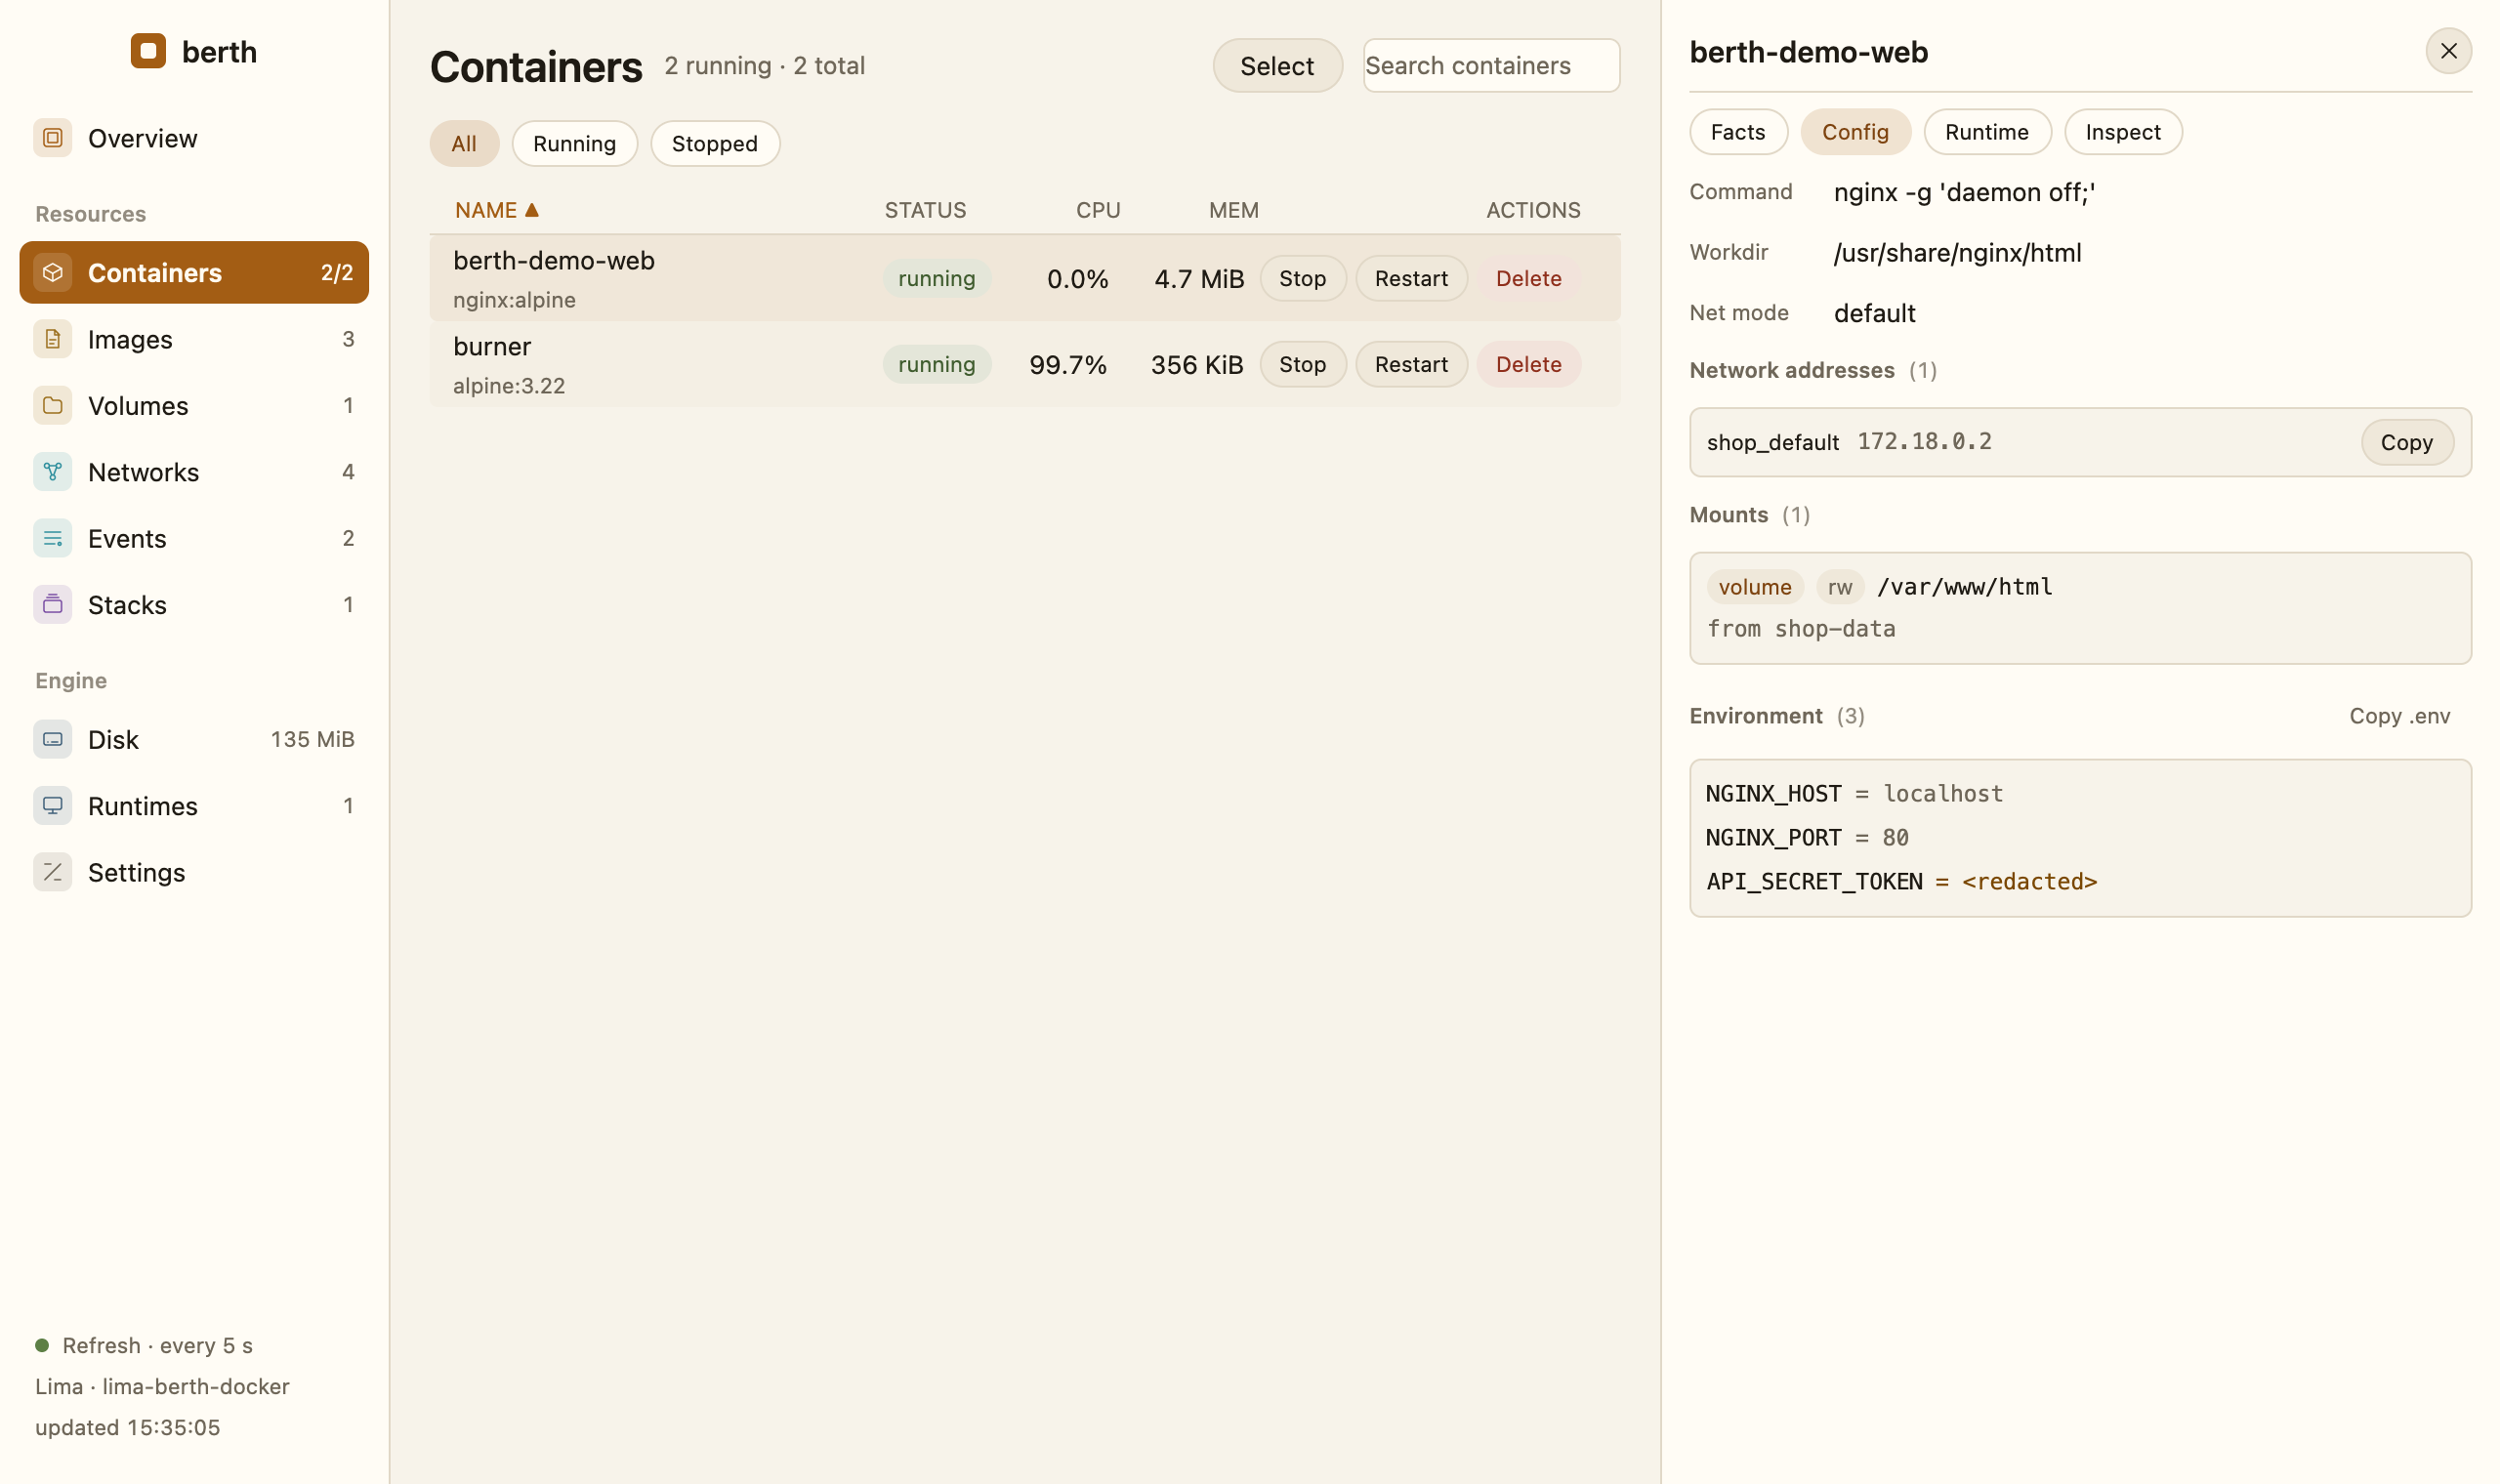 berth
Overview
Resources
Containers 2/2
Images 3
Volumes 1
Networks 4
Events 2
Stacks 1
Engine
Disk 135 MiB
Runtimes 1
Settings
Refresh · every 5 s
Lima · lima-berth-docker
updated 15:35:05
Containers 2 running · 2 total Select Search containers
All Running Stopped
NAME ▲ STATUS CPU MEM ACTIONS
berth-demo-web
nginx:alpine
running 0.0% 4.7 MiB Stop Restart Delete
burner
alpine:3.22
running 99.7% 356 KiB Stop Restart Delete
berth-demo-web
Facts Config Runtime Inspect
Command nginx -g 'daemon off;'
Workdir /usr/share/nginx/html
Net mode default
Network addresses (1)
shop_default 172.18.0.2 Copy
Mounts (1)
volume rw /var/www/html
from shop-data
Environment (3) Copy .env
NGINX_HOST = localhost
NGINX_PORT = 80
API_SECRET_TOKEN = <redacted>